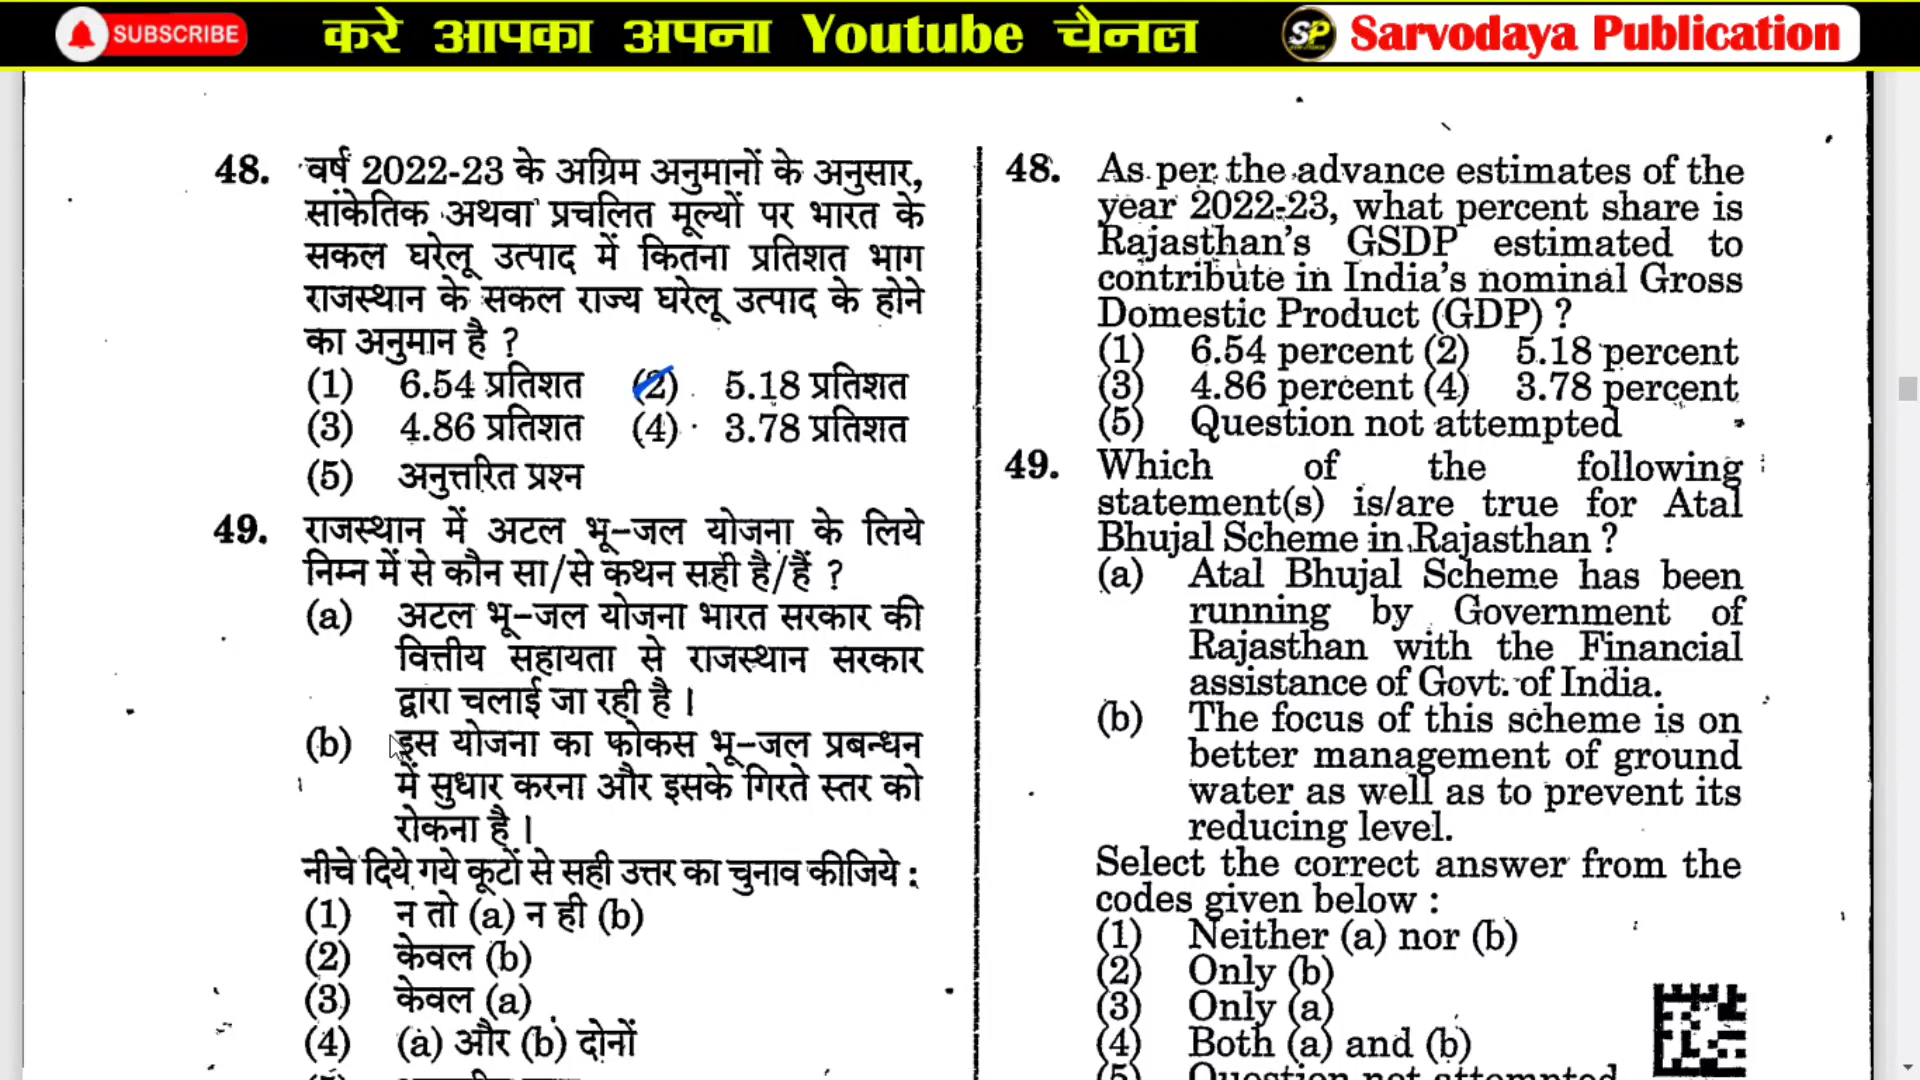 SUBSCRIBE करे आपका अपना Youtube चैनल SP Sarvodaya Publication
48. वर्ष 2022-23 के अग्रिम अनुमानों के अनुसार,
सांकेतिक अथवा प्रचलित मूल्यों पर भारत के
सकल घरेलू उत्पाद में कितना प्रतिशत भाग
राजस्थान के सकल राज्य घरेलू उत्पाद के होने
का अनुमान है ?
(1) 6.54 प्रतिशत (2) 5.18 प्रतिशत
(3) 4.86 प्रतिशत (4) 3.78 प्रतिशत
(5) अनुत्तरित प्रश्न
49. राजस्थान में अटल भू-जल योजना के लिये
निम्न में से कौन सा/से कथन सही है/हैं ?
(a) अटल भू-जल योजना भारत सरकार की
वित्तीय सहायता से राजस्थान सरकार
द्वारा चलाई जा रही है ।
(b) इस योजना का फोकस भू-जल प्रबन्धन
में सुधार करना और इसके गिरते स्तर को
रोकना है ।
नीचे दिये गये कूटों से सही उत्तर का चुनाव कीजिये :
(1) न तो (a) न ही (b)
(2) केवल (b)
(3) केवल (a)
(4) (a) और (b) दोनों
48. As per the advance estimates of the
year 2022-23, what percent share is
Rajasthan's GSDP estimated to
contribute in India's nominal Gross
Domestic Product (GDP) ?
(1) 6.54 percent (2) 5.18 percent
(3) 4.86 percent (4) 3.78 percent
(5) Question not attempted
49. Which of the following
statement(s) is/are true for Atal
Bhujal Scheme in Rajasthan ?
(a) Atal Bhujal Scheme has been
running by Government of
Rajasthan with the Financial
assistance of Govt. of India.
(b) The focus of this scheme is on
better management of ground
water as well as to prevent its
reducing level.
Select the correct answer from the
codes given below :
(1) Neither (a) nor (b)
(2) Only (b)
(3) Only (a)
(4) Both (a) and (b)
(5) Question not attempted